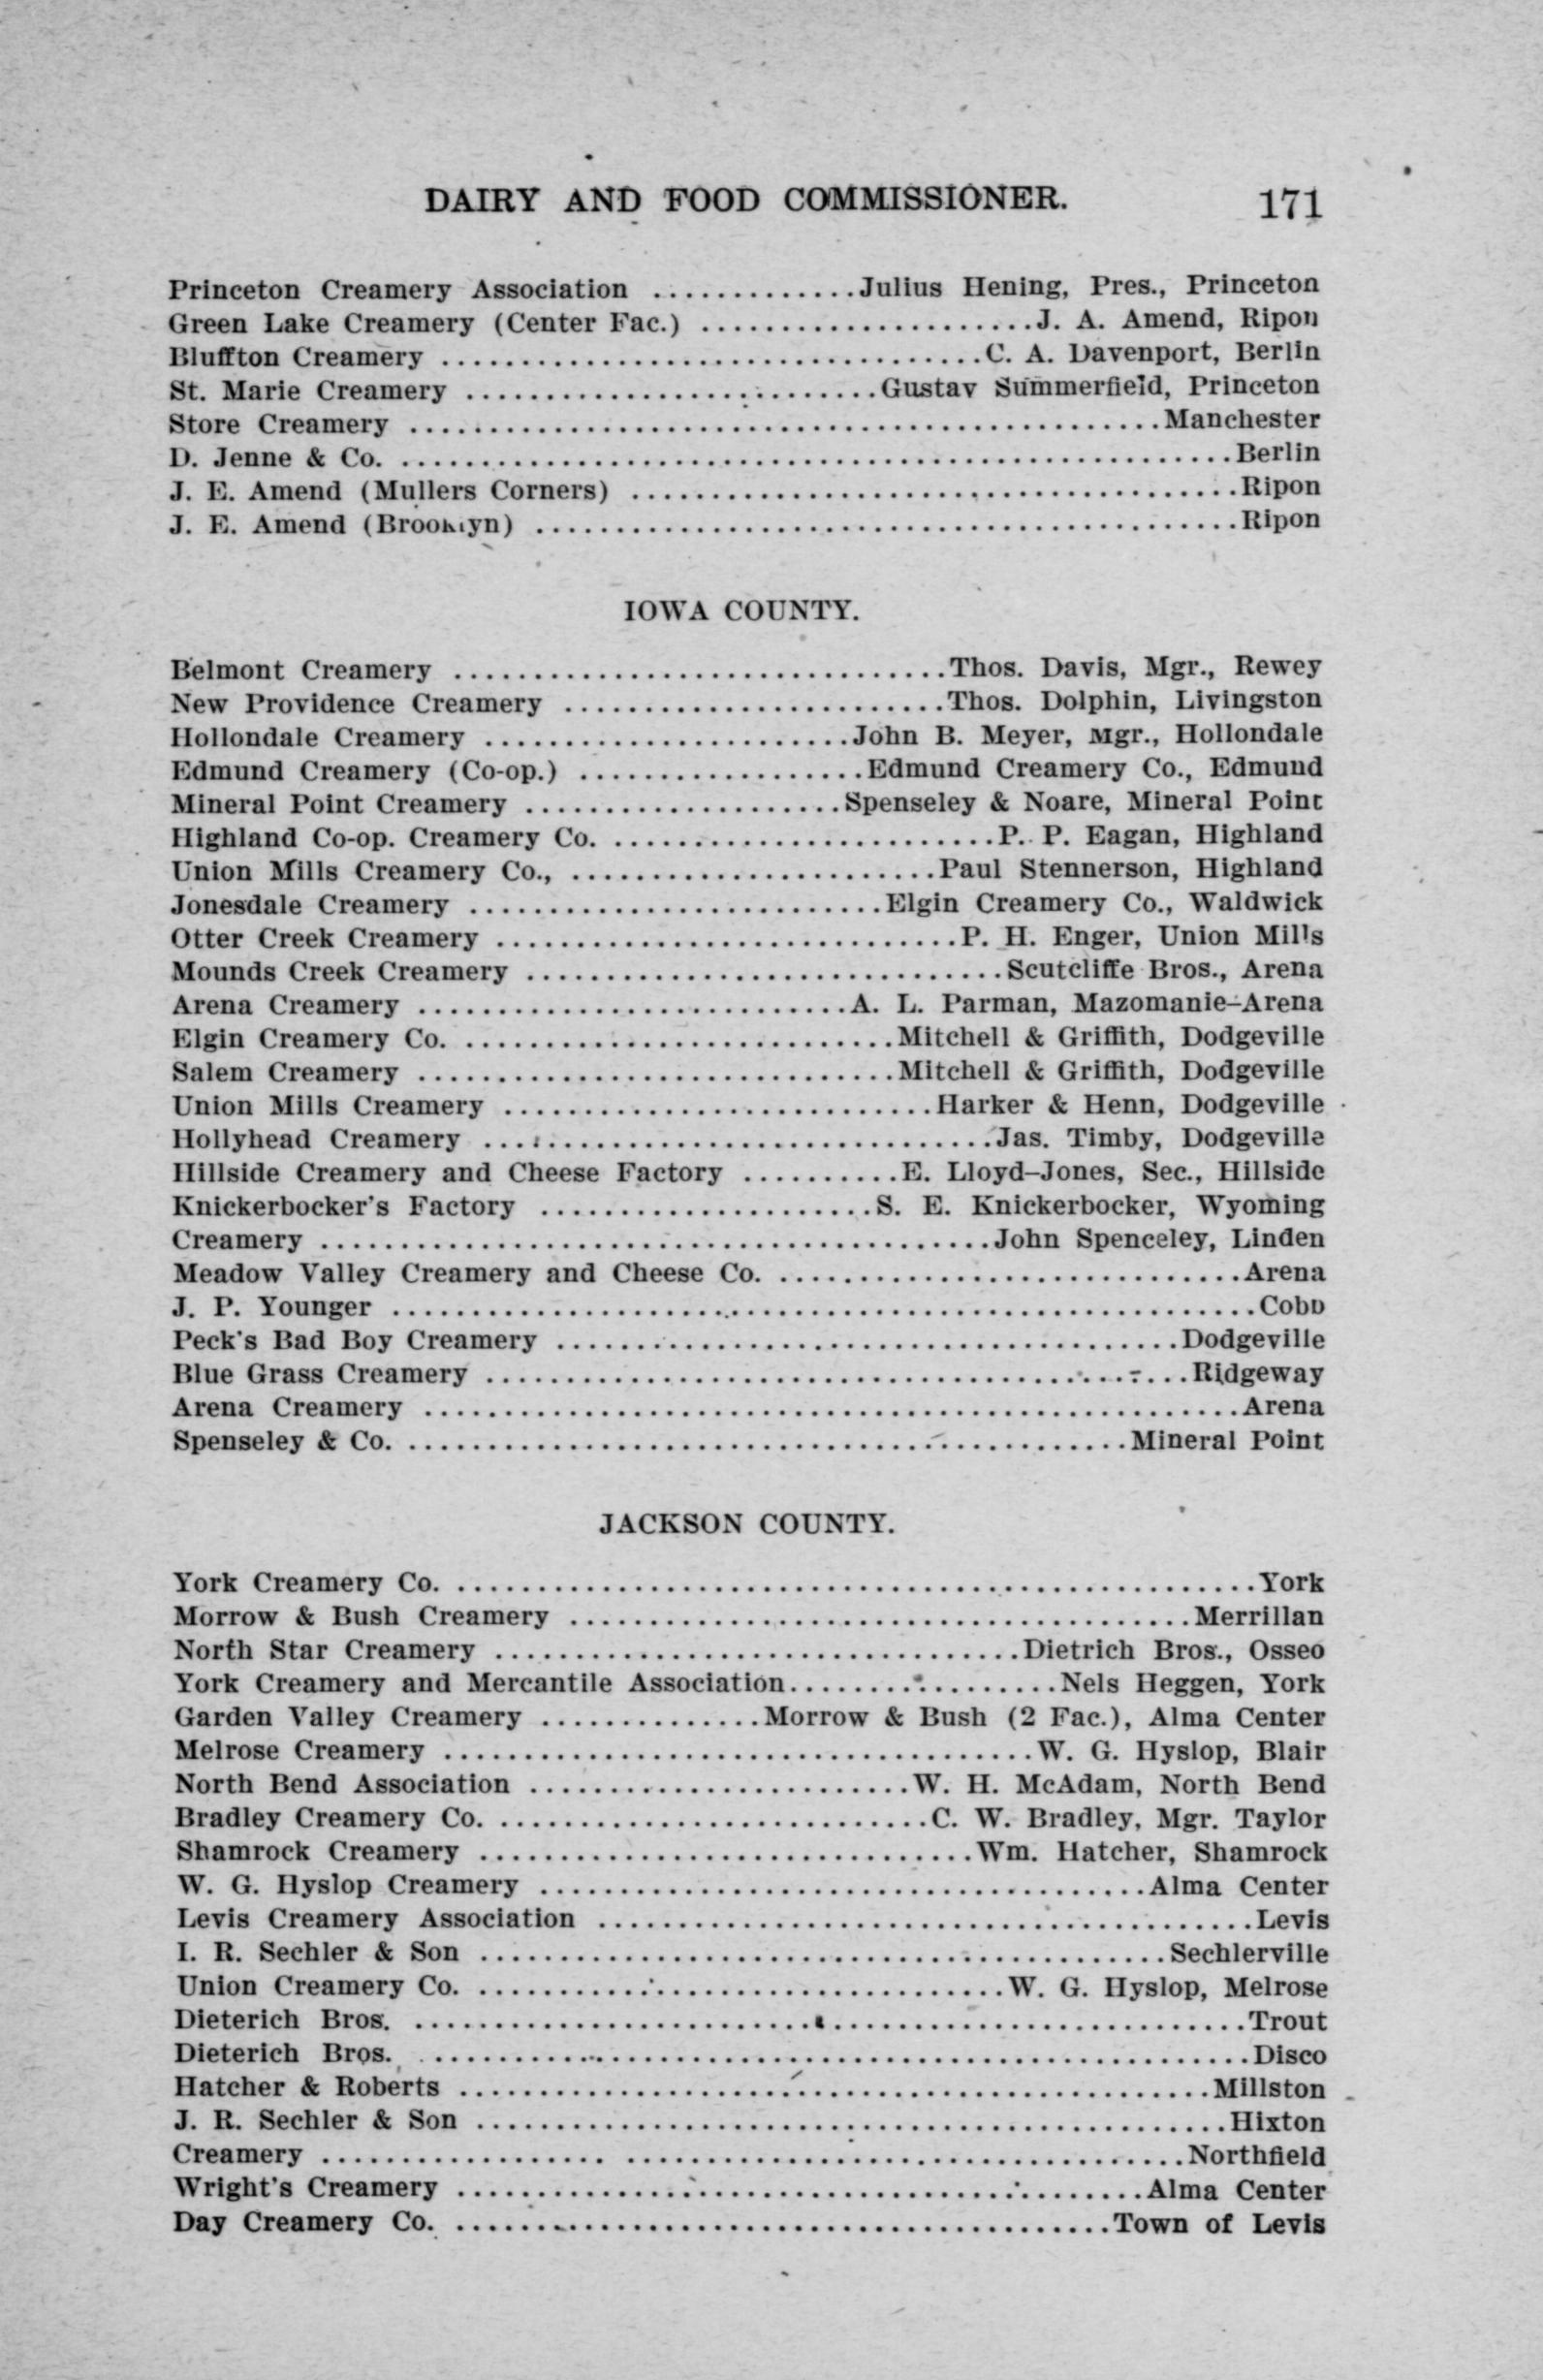 DAIRY AND FOOD COMMISSIONER. 171
Princeton Creamery Association ..............Julius Hening, Pres., Princeton
Green Lake Creamery (Center Fac.) .....................J. A. Amend, Ripon
Bluffton Creamery ..................................C. A. Davenport, Berlin
St. Marie Creamery ..........................Gustav Summerfield, Princeton
Store Creamery ...............................................Manchester
D. Jenne & Co. ....................................................Berlin
J. E. Amend (Mullers Corners) ......................................Ripon
J. E. Amend (Brooklyn) ............................................Ripon
IOWA COUNTY.
Belmont Creamery ...............................Thos. Davis, Mgr., Rewey
New Providence Creamery ........................Thos. Dolphin, Livingston
Hollondale Creamery .......................John B. Meyer, Mgr., Hollondale
Edmund Creamery (Co-op.) ..................Edmund Creamery Co., Edmund
Mineral Point Creamery ....................Spenseley & Noare, Mineral Point
Highland Co-op. Creamery Co. ........................P. P. Eagan, Highland
Union Mills Creamery Co., .......................Paul Stennerson, Highland
Jonesdale Creamery ..........................Elgin Creamery Co., Waldwick
Otter Creek Creamery .............................P. H. Enger, Union Mills
Mounds Creek Creamery ..............................Scutcliffe Bros., Arena
Arena Creamery ...........................A. L. Parman, Mazomanie-Arena
Elgin Creamery Co. ...........................Mitchell & Griffith, Dodgeville
Salem Creamery ..............................Mitchell & Griffith, Dodgeville
Union Mills Creamery ...........................Harker & Henn, Dodgeville
Hollyhead Creamery ................................Jas. Timby, Dodgeville
Hillside Creamery and Cheese Factory ..........E. Lloyd-Jones, Sec., Hillside
Knickerbocker's Factory .....................S. E. Knickerbocker, Wyoming
Creamery ..........................................John Spenceley, Linden
Meadow Valley Creamery and Cheese Co. .............................Arena
J. P. Younger ......................................................Cobb
Peck's Bad Boy Creamery .......................................Dodgeville
Blue Grass Creamery ............................................Ridgeway
Arena Creamery ...................................................Arena
Spenseley & Co. .............................................Mineral Point
JACKSON COUNTY.
York Creamery Co. ..................................................York
Morrow & Bush Creamery .......................................Merrillan
North Star Creamery .................................Dietrich Bros., Osseo
York Creamery and Mercantile Association.................Nels Heggen, York
Garden Valley Creamery ..............Morrow & Bush (2 Fac.), Alma Center
Melrose Creamery .....................................W. G. Hyslop, Blair
North Bend Association ........................W. H. McAdam, North Bend
Bradley Creamery Co. ...........................C. W. Bradley, Mgr. Taylor
Shamrock Creamery ...............................Wm. Hatcher, Shamrock
W. G. Hyslop Creamery ......................................Alma Center
Levis Creamery Association .........................................Levis
I. R. Sechler & Son ...........................................Sechlerville
Union Creamery Co. .................................W. G. Hyslop, Melrose
Dieterich Bros. ....................................................Trout
Dieterich Bros. ....................................................Disco
Hatcher & Roberts ...............................................Millston
J. R. Sechler & Son ...............................................Hixton
Creamery ......................................................Northfield
Wright's Creamery ...........................................Alma Center
Day Creamery Co. .........................................Town of Levis